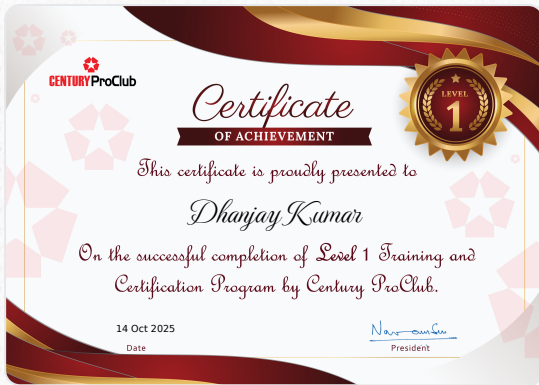 CENTURY ProClub
LEVEL
1
Certificate
OF ACHIEVEMENT
This certificate is proudly presented to
Dhanjay Kumar
On the successful completion of Level 1 Training and
Certification Program by Century ProClub.
14 Oct 2025
Date
President